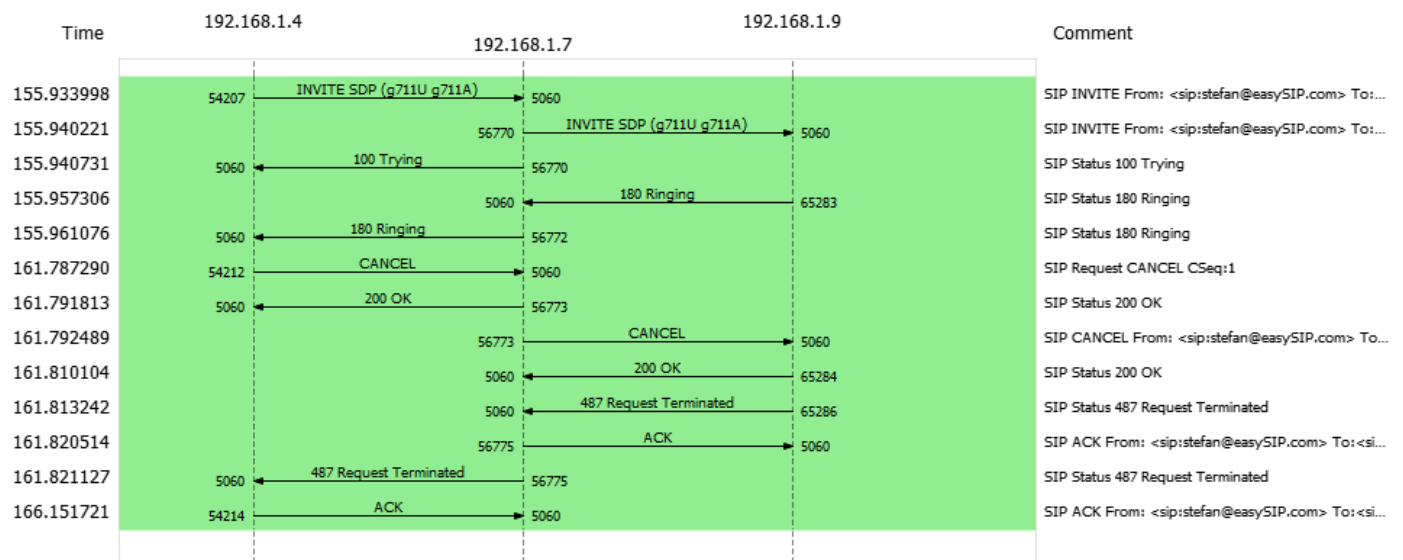 Time 192.168.1.4 192.168.1.7 192.168.1.9 Comment
155.933998 54207 INVITE SDP (g711U g711A) 5060 SIP INVITE From: <sip:stefan@easySIP.com> To:...
155.940221 56770 INVITE SDP (g711U g711A) 5060 SIP INVITE From: <sip:stefan@easySIP.com> To:...
155.940731 5060 100 Trying 56770 SIP Status 100 Trying
155.957306 5060 180 Ringing 65283 SIP Status 180 Ringing
155.961076 5060 180 Ringing 56772 SIP Status 180 Ringing
161.787290 54212 CANCEL 5060 SIP Request CANCEL CSeq:1
161.791813 5060 200 OK 56773 SIP Status 200 OK
161.792489 56773 CANCEL 5060 SIP CANCEL From: <sip:stefan@easySIP.com> To...
161.810104 5060 200 OK 65284 SIP Status 200 OK
161.813242 5060 487 Request Terminated 65286 SIP Status 487 Request Terminated
161.820514 56775 ACK 5060 SIP ACK From: <sip:stefan@easySIP.com> To:<si...
161.821127 5060 487 Request Terminated 56775 SIP Status 487 Request Terminated
166.151721 54214 ACK 5060 SIP ACK From: <sip:stefan@easySIP.com> To:<si...